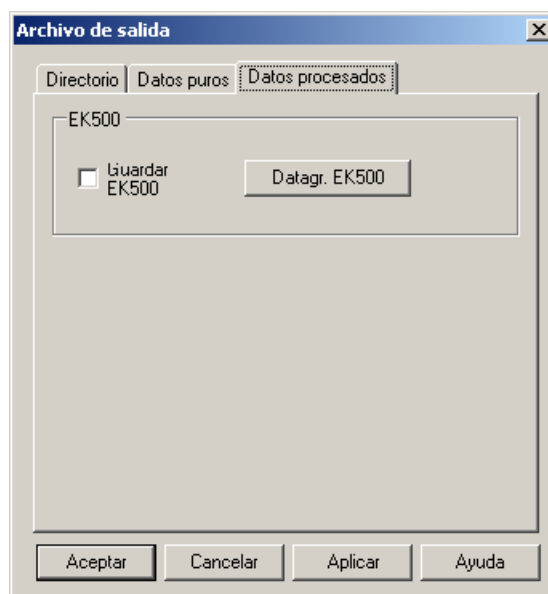 Archivo de salida
Directorio Datos puros Datos procesados
EK500
Guardar
EK500
Datagr. EK500
Aceptar Cancelar Aplicar Ayuda